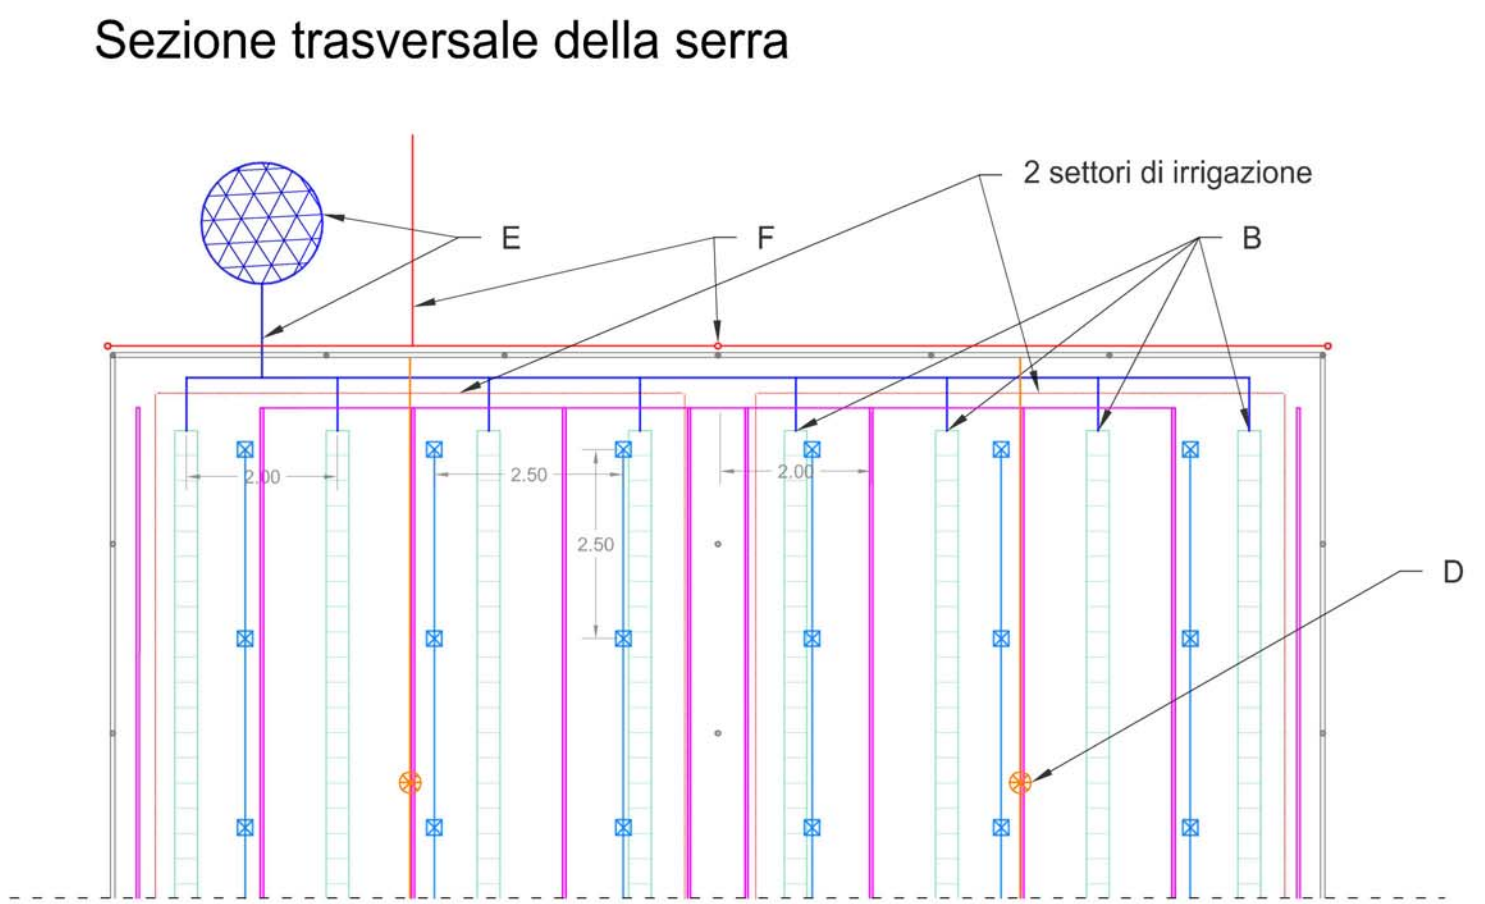 Sezione trasversale della serra
2 settori di irrigazione
E
F
B
2.00
2.50
2.00
2.50
D